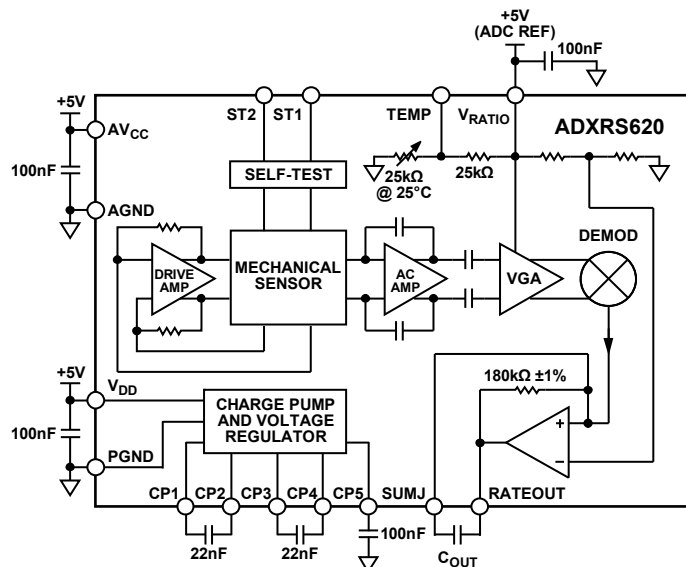 +5V
(ADC REF)
100nF
+5V
ST2
ST1
TEMP
VRATIO
ADXRS620
AVCC
100nF
25kΩ
@ 25°C
25kΩ
SELF-TEST
AGND
DEMOD
DRIVE
AMP
MECHANICAL
SENSOR
AC
AMP
VGA
+5V
VDD
180kΩ ±1%
100nF
CHARGE PUMP
AND VOLTAGE
REGULATOR
+
–
PGND
CP1
CP2
CP3
CP4
CP5
SUMJ
RATEOUT
22nF
22nF
100nF
COUT